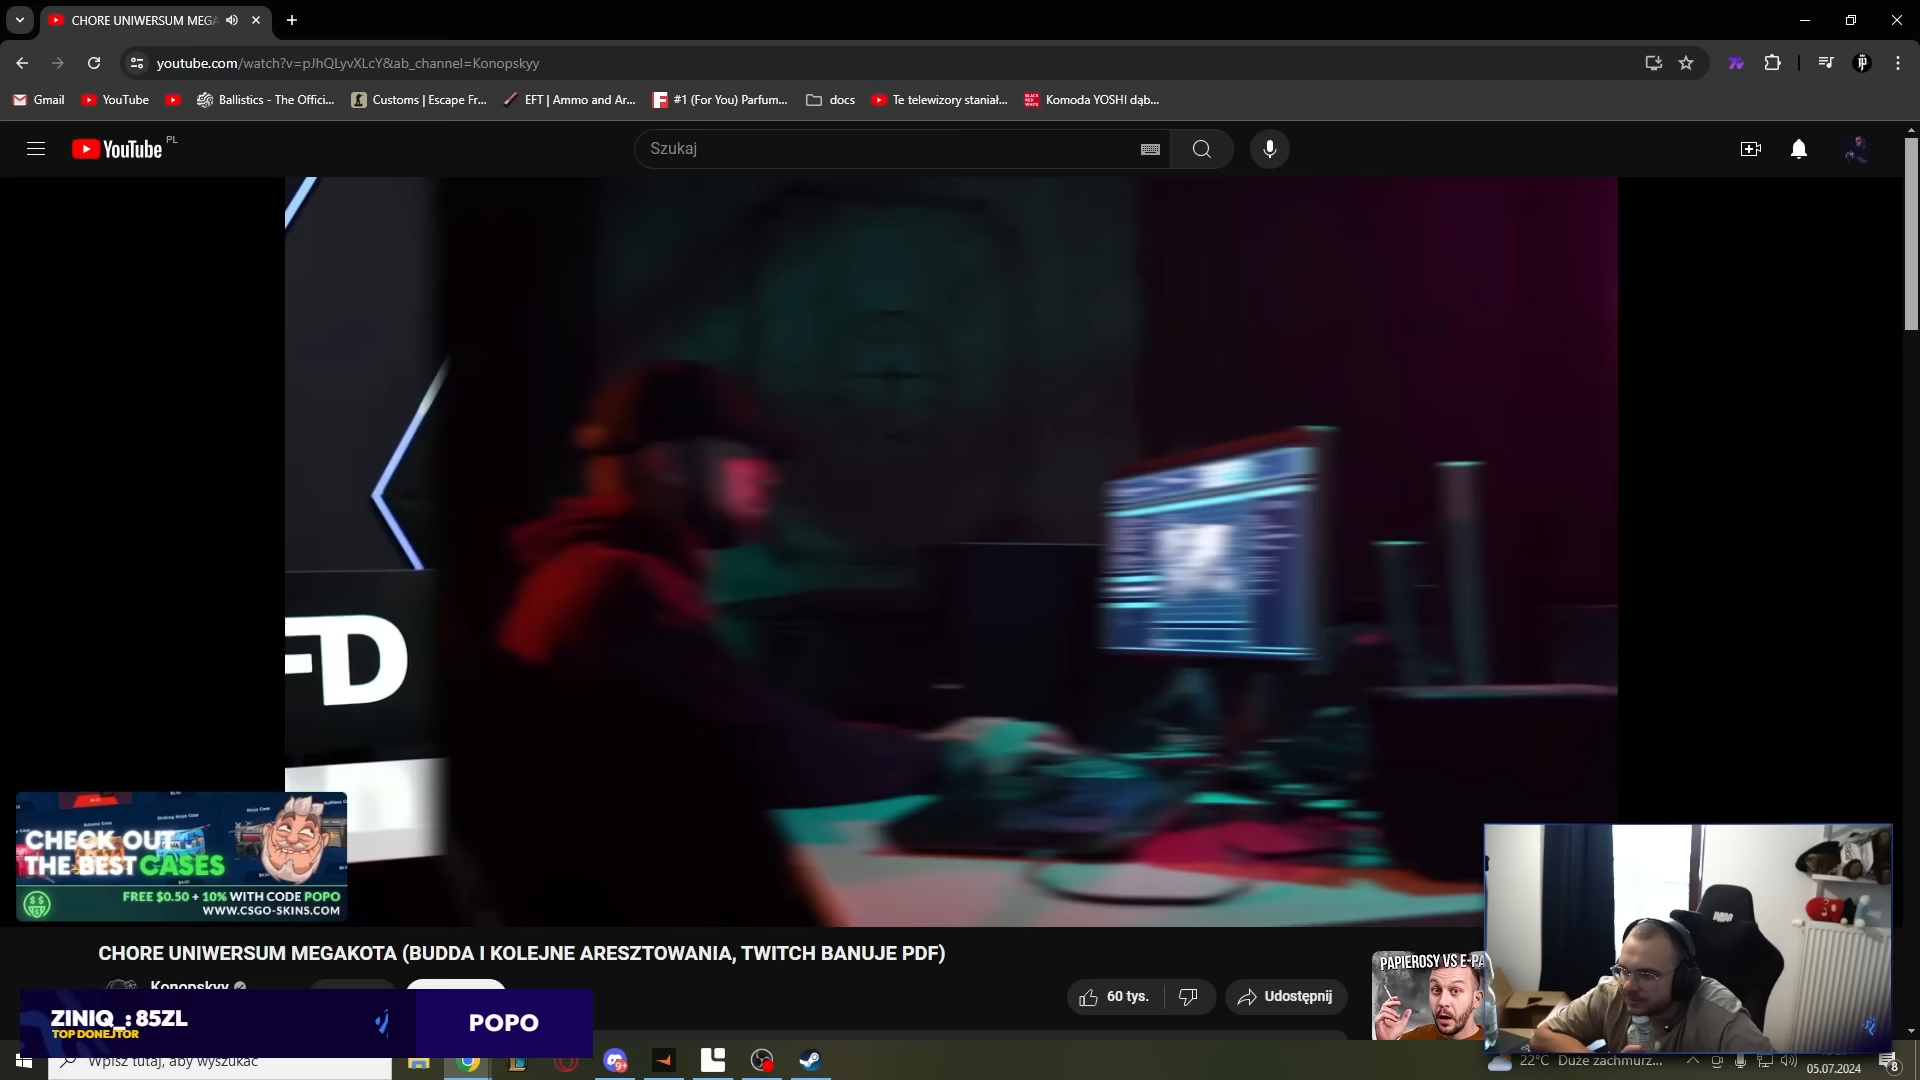 CHORE UNIWERSUM MEGA
youtube.com/watch?v=pJhQLyvXLcY&ab_channel=Konopskyy
Gmail
YouTube
Ballistics - The Offici...
Customs | Escape Fr...
EFT | Ammo and Ar...
#1 (For You) Parfum...
docs
Te telewizory staniał...
Komoda YOSHI dąb...
YouTube PL
Szukaj
FD
CHECK OUT
THE BEST CASES
FREE $0.50 + 10% WITH CODE POPO
WWW.CSGO-SKINS.COM
CHORE UNIWERSUM MEGAKOTA (BUDDA I KOLEJNE ARESZTOWANIA, TWITCH BANUJE PDF)
Konopskyy
60 tys.
Udostępnij
PAPIEROSY VS E-PA
ZINIQ_: 85ZL
TOP DONEJTOR
POPO
Wpisz tutaj, aby wyszukać
9+
22°C Duże zachmurz...
05.07.2024
8